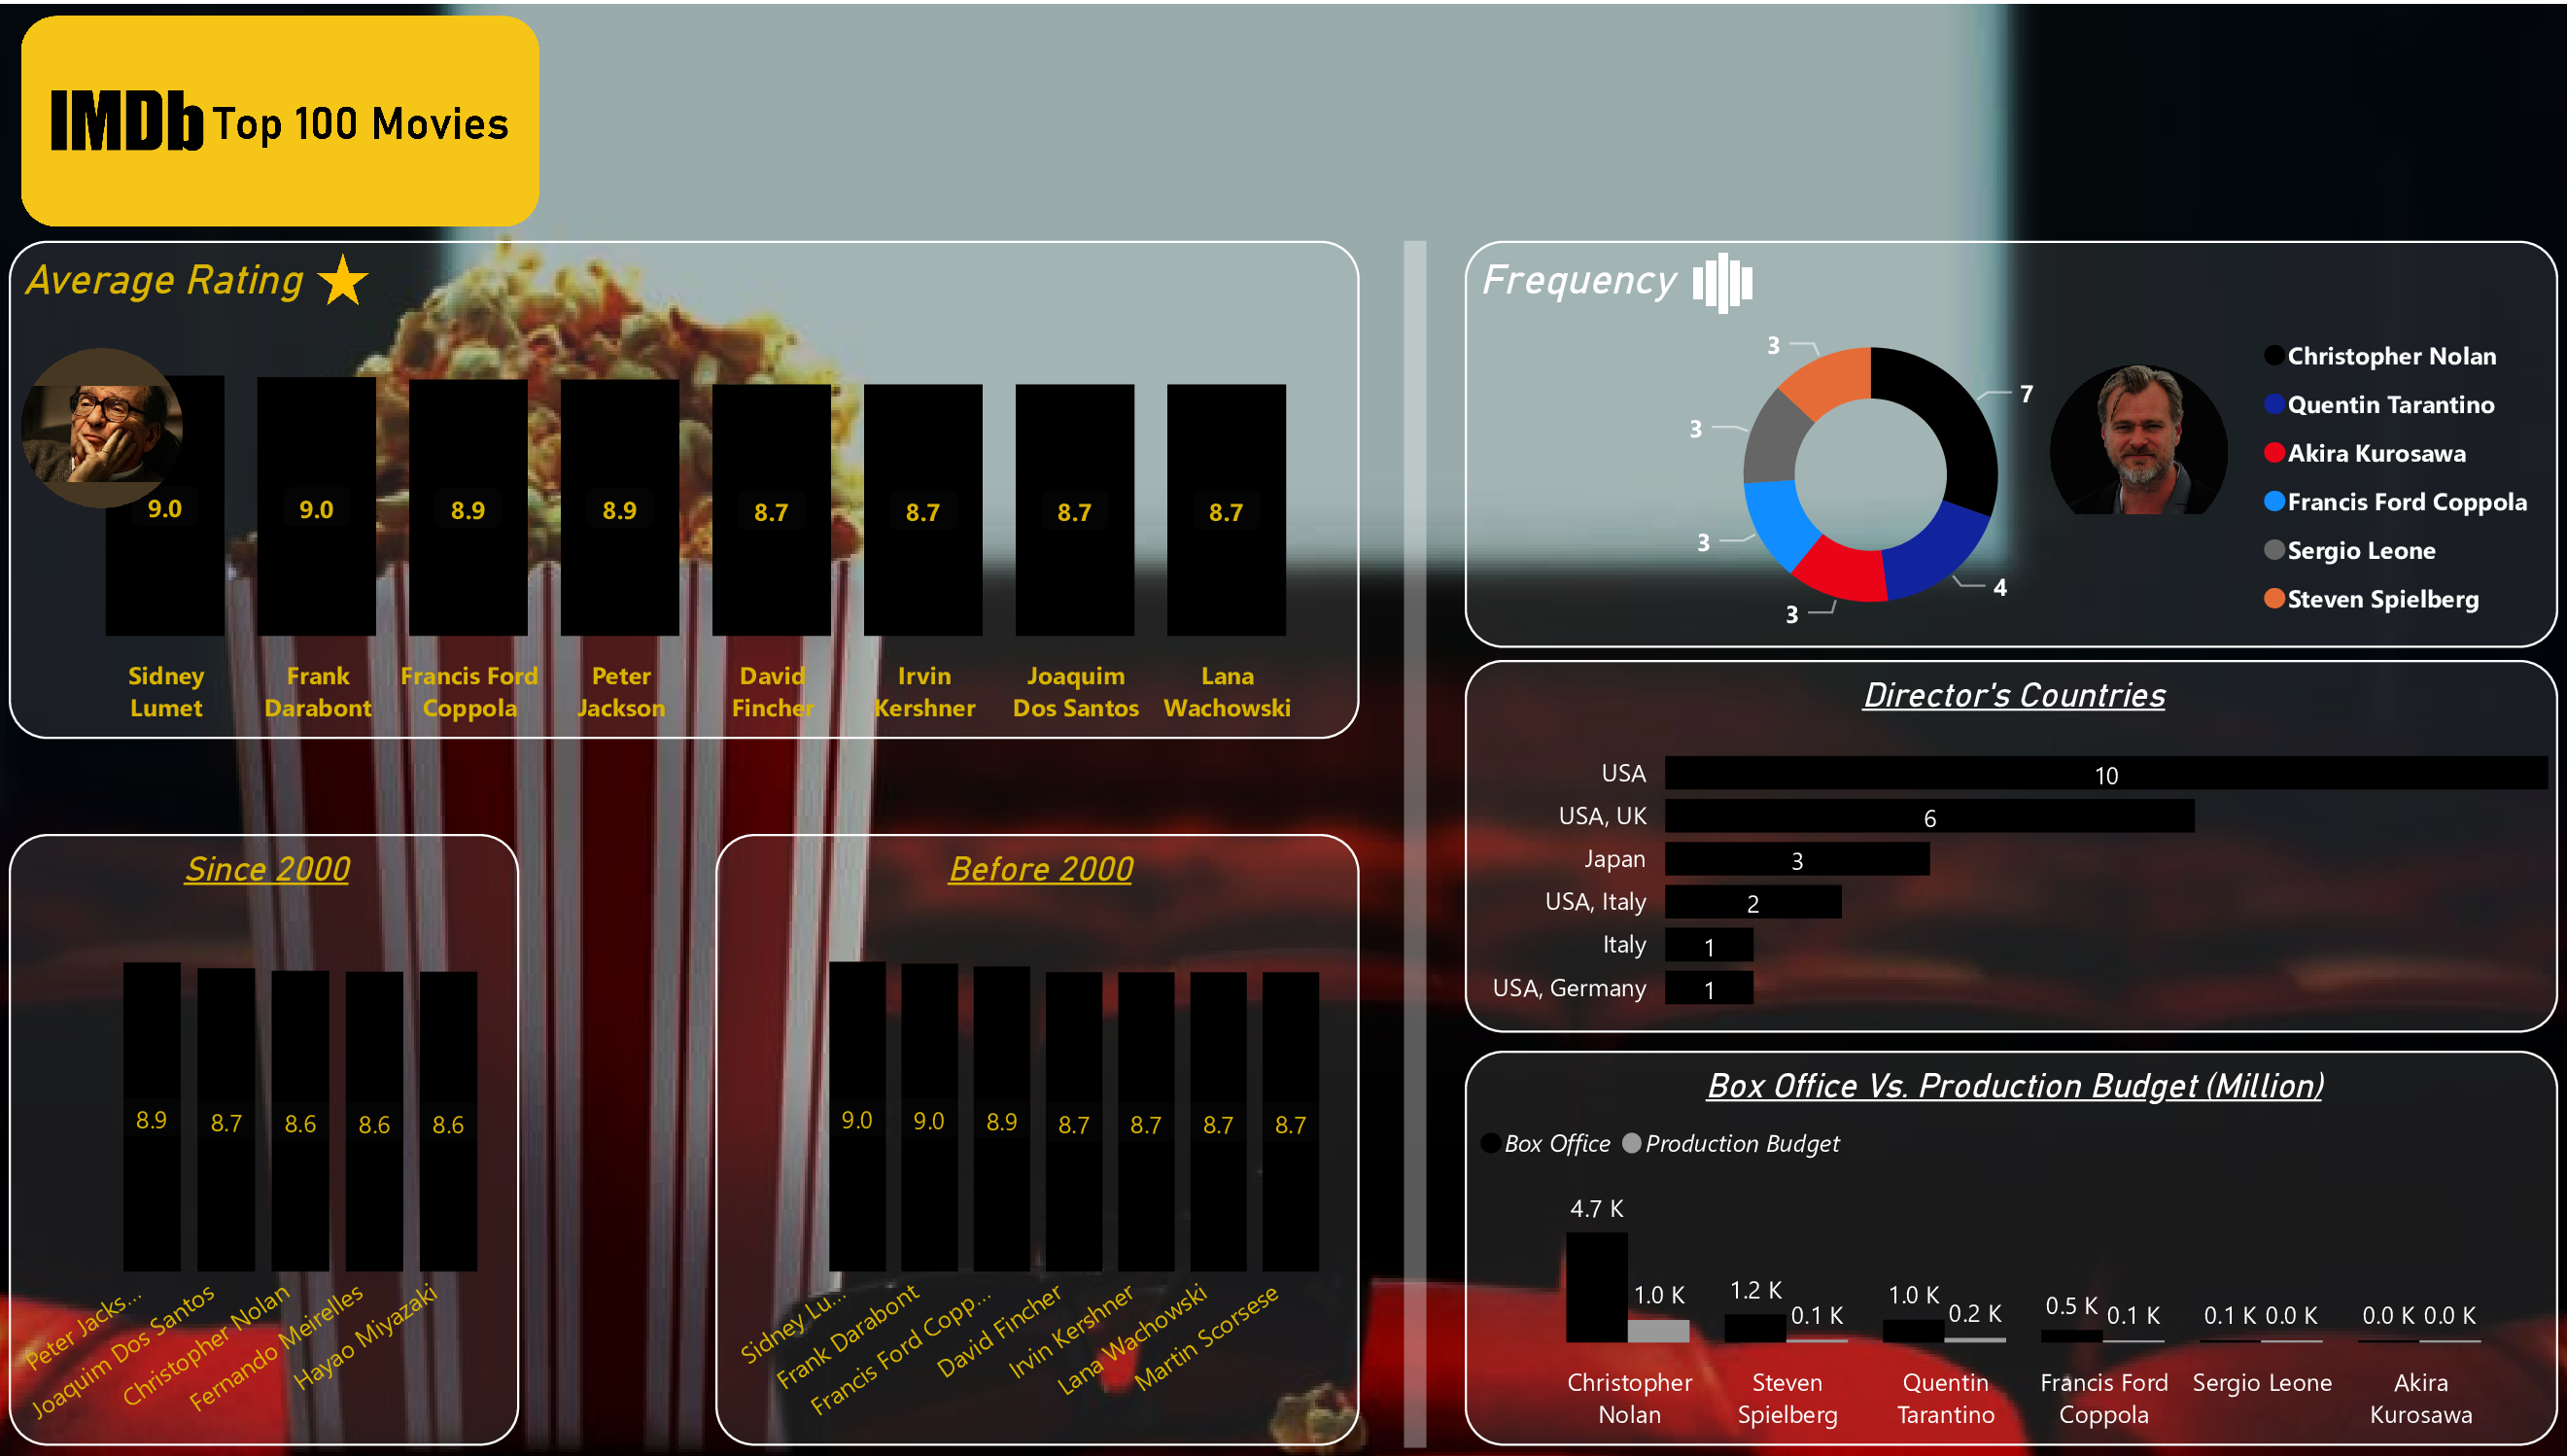 IMDb Top 100 Movies
Average Rating
9.0
9.0
8.9
8.9
8.7
8.7
8.7
8.7
Sidney
Lumet
Frank
Darabont
Francis Ford
Coppola
Peter
Jackson
David
Fincher
Irvin
Kershner
Joaquim
Dos Santos
Lana
Wachowski
Since 2000
8.9
8.7
8.6
8.6
8.6
Peter Jacks...
Joaquim Dos Santos
Christopher Nolan
Fernando Meirelles
Hayao Miyazaki
Before 2000
9.0
9.0
8.9
8.7
8.7
8.7
8.7
Sidney Lu...
Frank Darabont
Francis Ford Copp...
David Fincher
Irvin Kershner
Lana Wachowski
Martin Scorsese
Frequency
3
7
3
3
3
4
Christopher Nolan
Quentin Tarantino
Akira Kurosawa
Francis Ford Coppola
Sergio Leone
Steven Spielberg
Director's Countries
USA 10
USA, UK 6
Japan 3
USA, Italy 2
Italy 1
USA, Germany 1
Box Office Vs. Production Budget (Million)
Box Office Production Budget
4.7 K
1.0 K
1.2 K
0.1 K
1.0 K
0.2 K
0.5 K
0.1 K
0.1 K
0.0 K
0.0 K
0.0 K
Christopher
Nolan
Steven
Spielberg
Quentin
Tarantino
Francis Ford
Coppola
Sergio Leone
Akira
Kurosawa